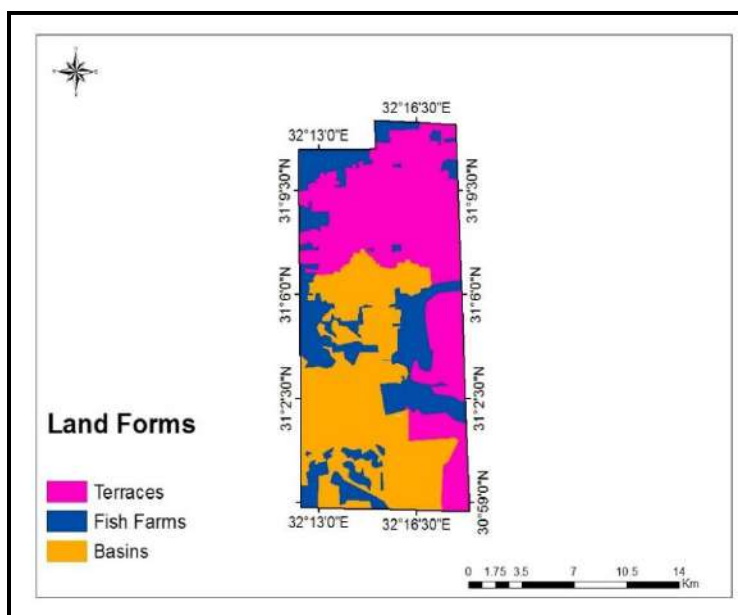 32°16'30"E
32°13'0"E
31°9'30"N
31°9'30"N
31°6'0"N
31°6'0"N
31°2'30"N
31°2'30"N
30°59'0"N
32°13'0"E
32°16'30"E
Land Forms
Terraces
Fish Farms
Basins
0 1.75 3.5 7 10.5 14
Km